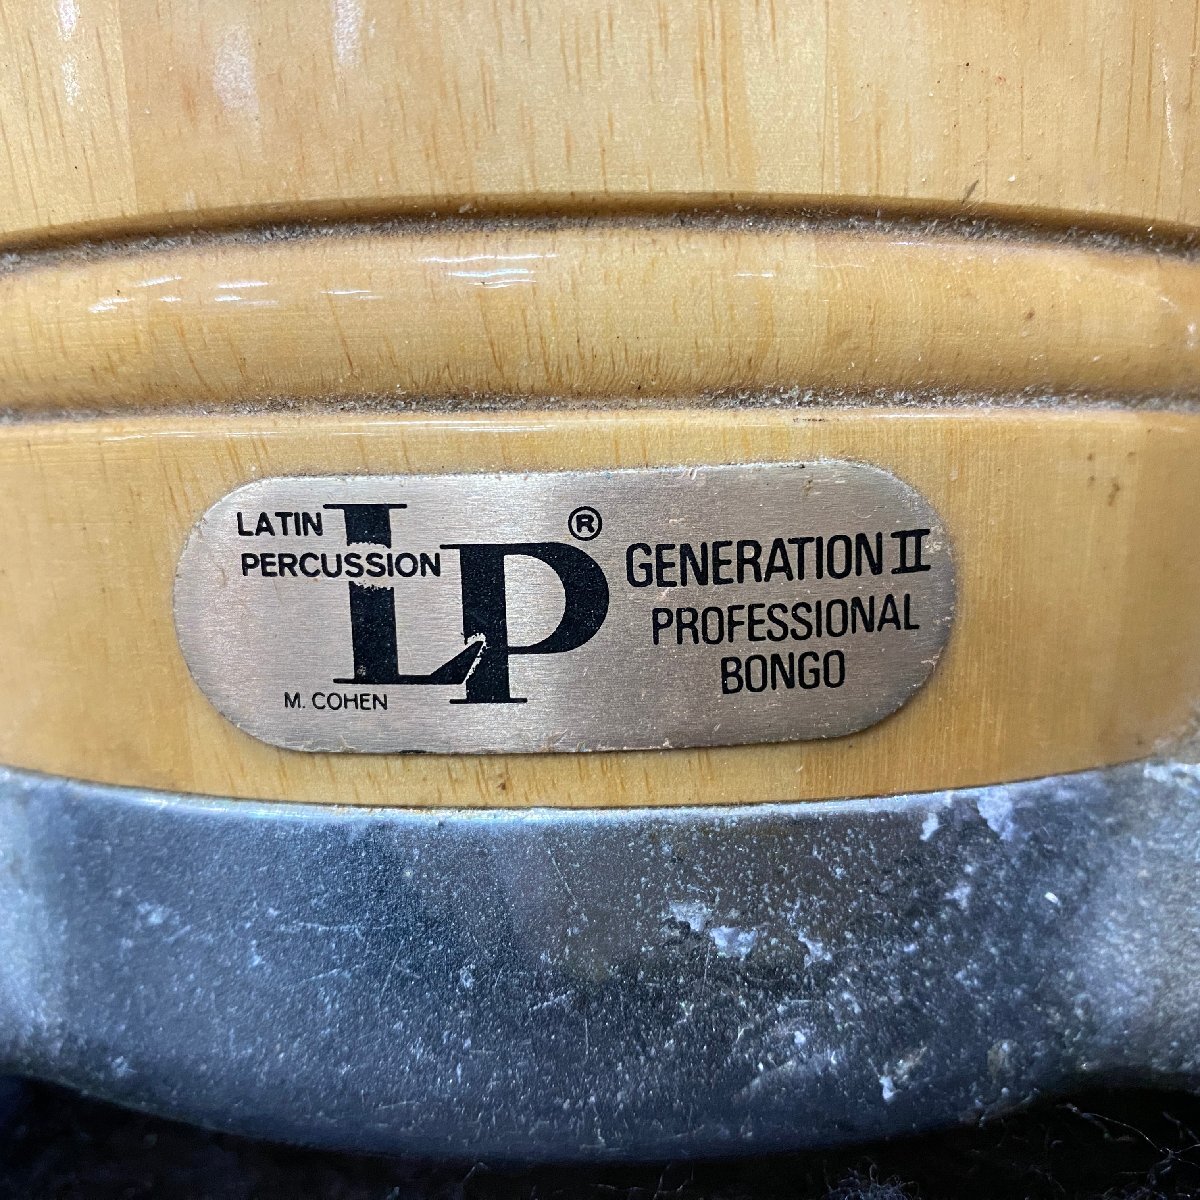 LATIN
PERCUSSION
LP®
M. COHEN
GENERATION II
PROFESSIONAL
BONGO